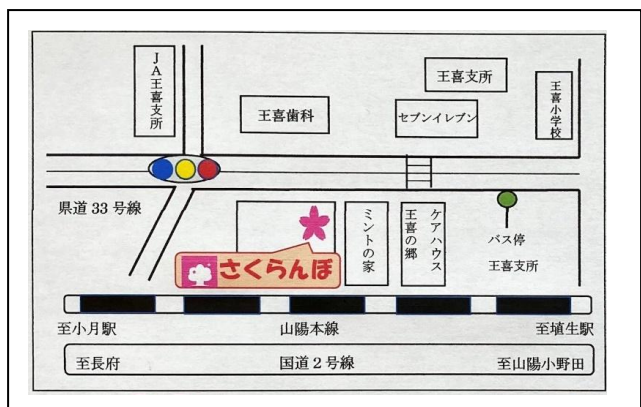 JA王喜支所
王喜歯科
王喜支所
セブンイレブン
王喜小学校
県道33号線
さくらんぼ
ミントの家
ケアハウス
王喜の郷
バス停
王喜支所
至小月駅
山陽本線
至埴生駅
至長府
国道2号線
至山陽小野田